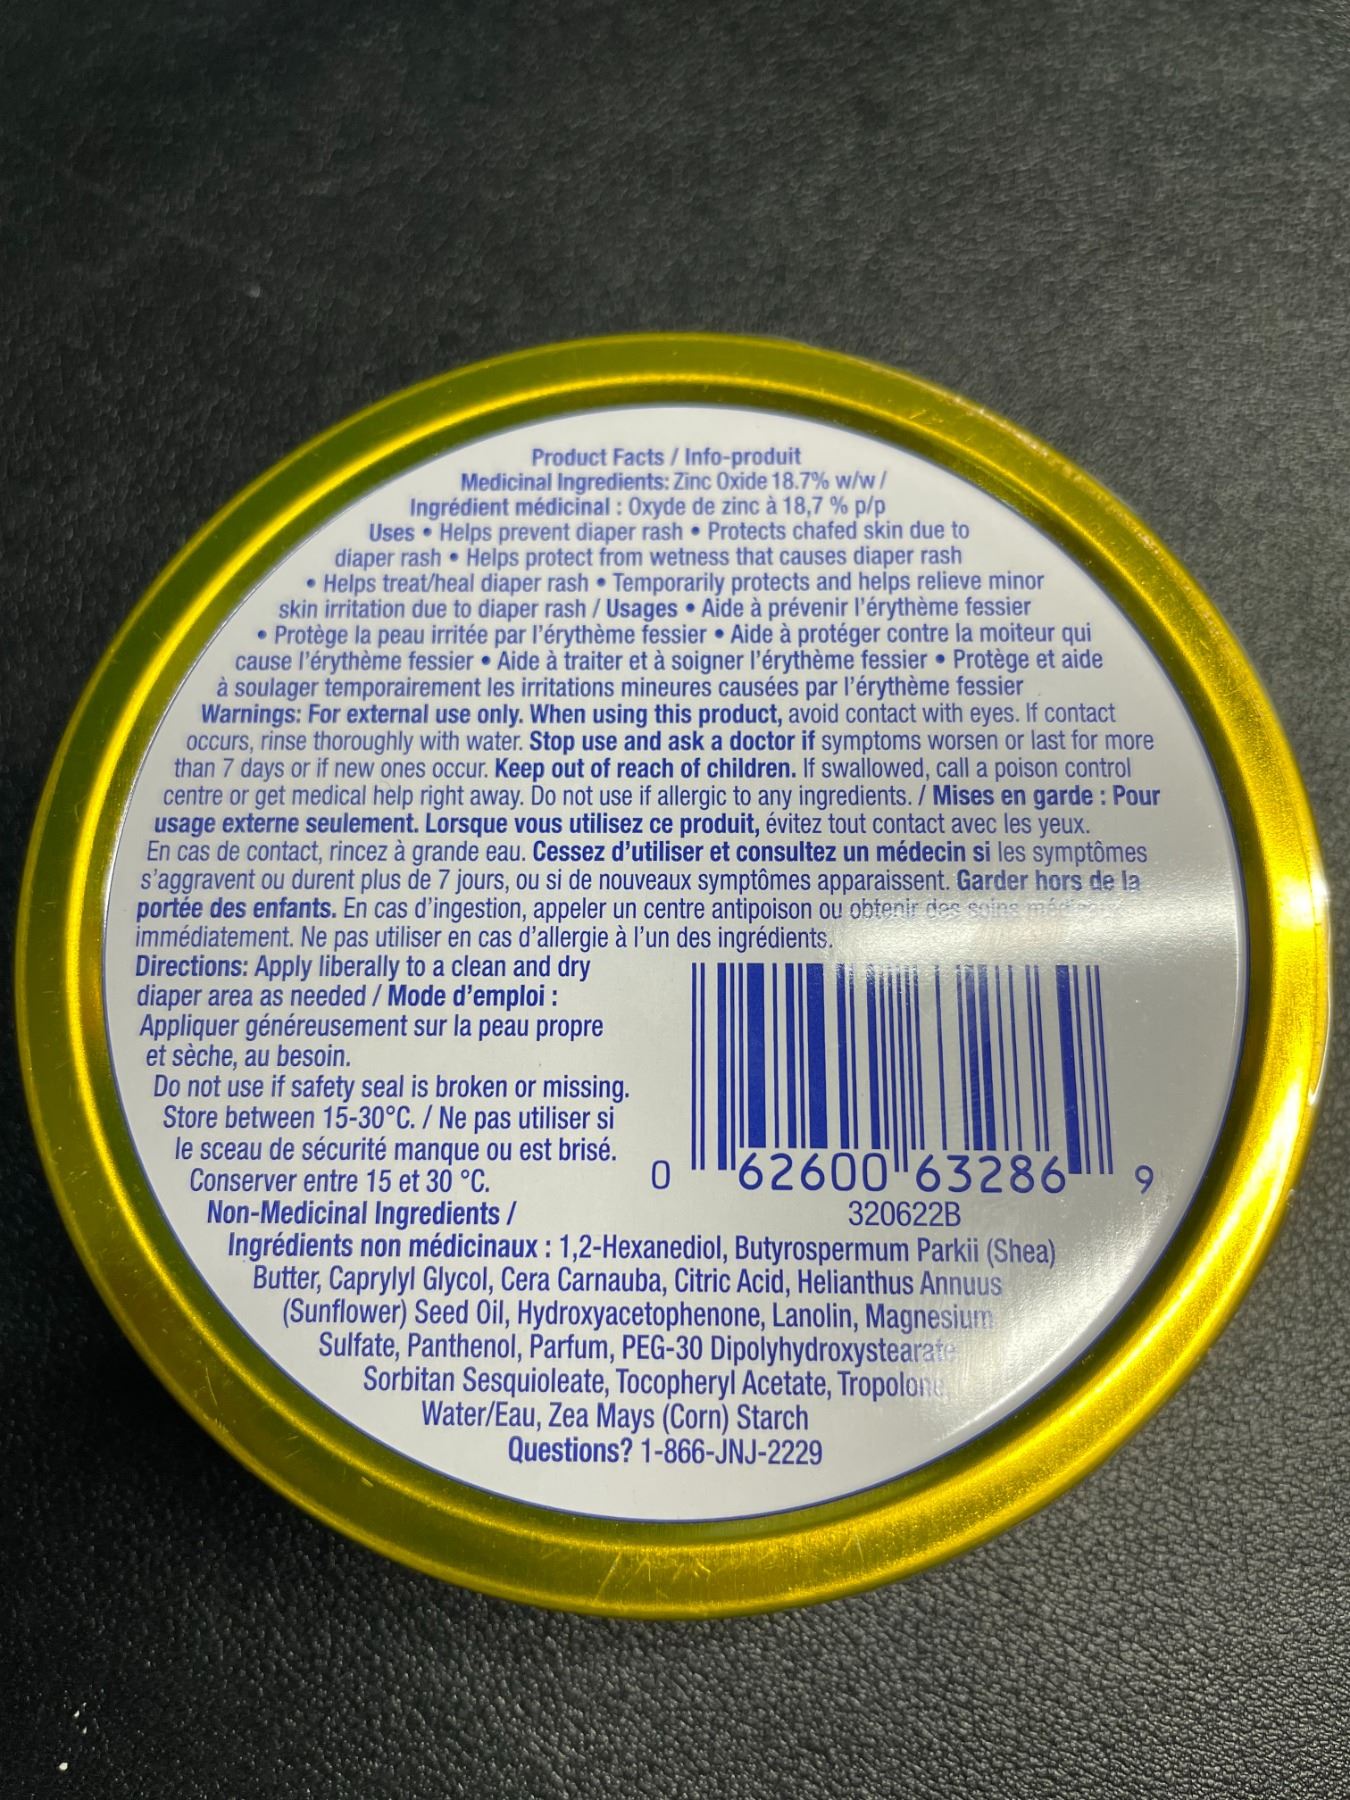 Product Facts / Info-produit
Medicinal Ingredients: Zinc Oxide 18.7% w/w /
Ingrédient médicinal : Oxyde de zinc à 18,7 % p/p
Uses • Helps prevent diaper rash • Protects chafed skin due to
diaper rash • Helps protect from wetness that causes diaper rash
• Helps treat/heal diaper rash • Temporarily protects and helps relieve minor
skin irritation due to diaper rash / Usages • Aide à prévenir l'érythème fessier
• Protège la peau irritée par l'érythème fessier • Aide à protéger contre la moiteur qui
cause l'érythème fessier • Aide à traiter et à soigner l'érythème fessier • Protège et aide
à soulager temporairement les irritations mineures causées par l'érythème fessier
Warnings: For external use only. When using this product, avoid contact with eyes. If contact
occurs, rinse thoroughly with water. Stop use and ask a doctor if symptoms worsen or last for more
than 7 days or if new ones occur. Keep out of reach of children. If swallowed, call a poison control
centre or get medical help right away. Do not use if allergic to any ingredients. / Mises en garde : Pour
usage externe seulement. Lorsque vous utilisez ce produit, évitez tout contact avec les yeux.
En cas de contact, rincez à grande eau. Cessez d'utiliser et consultez un médecin si les symptômes
s'aggravent ou durent plus de 7 jours, ou si de nouveaux symptômes apparaissent. Garder hors de la
portée des enfants. En cas d'ingestion, appeler un centre antipoison ou obtenir des soins
immédiatement. Ne pas utiliser en cas d'allergie à l'un des ingrédients.
Directions: Apply liberally to a clean and dry
diaper area as needed / Mode d'emploi :
Appliquer généreusement sur la peau propre
et sèche, au besoin.
Do not use if safety seal is broken or missing.
Store between 15-30°C. / Ne pas utiliser si
le sceau de sécurité manque ou est brisé.
Conserver entre 15 et 30 °C.
0 62600 63286 9
320622B
Non-Medicinal Ingredients /
Ingrédients non médicinaux : 1,2-Hexanediol, Butyrospermum Parkii (Shea)
Butter, Caprylyl Glycol, Cera Carnauba, Citric Acid, Helianthus Annuus
(Sunflower) Seed Oil, Hydroxyacetophenone, Lanolin, Magnesium
Sulfate, Panthenol, Parfum, PEG-30 Dipolyhydroxystearate
Sorbitan Sesquioleate, Tocopheryl Acetate, Tropolone
Water/Eau, Zea Mays (Corn) Starch
Questions? 1-866-JNJ-2229